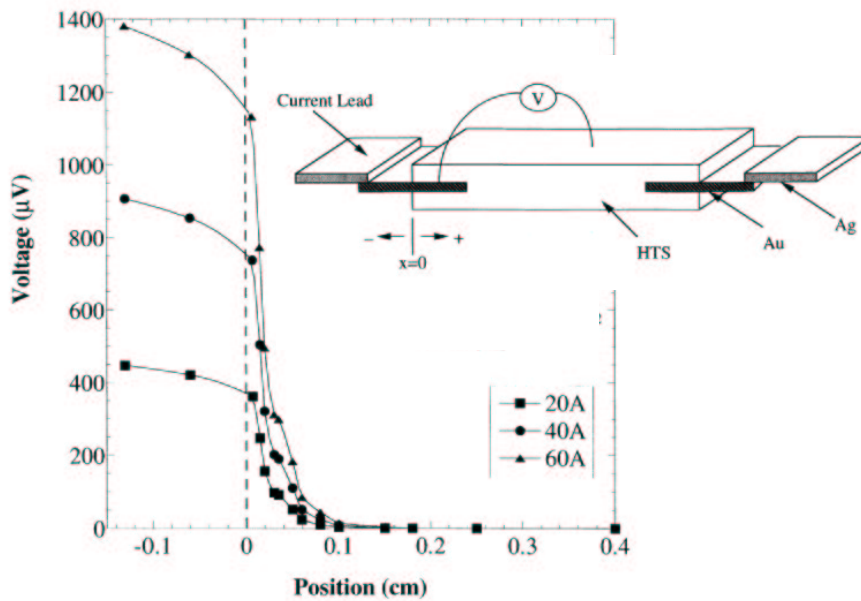 1400
1200
1000
800
600
400
200
0
Voltage (µV)
-0.1
0
0.1
0.2
0.3
0.4
Position (cm)
Current Lead
V
Ag
Au
HTS
− +
x=0
20A
40A
60A